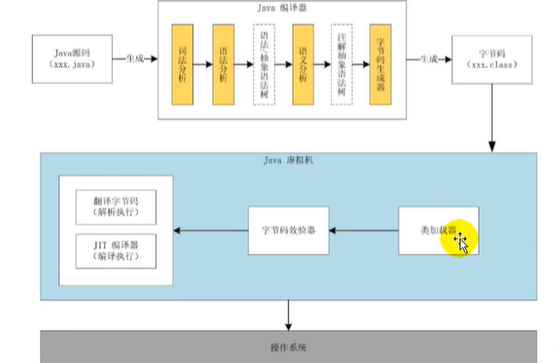 Java 编译器
Java源码
(xxx.java)
生成
词法分析
语法分析
语法/抽象语法树
语义分析
注解抽象语法树
字节码生成器
生成
字节码
(xxx.class)
Java 虚拟机
翻译字节码
(解析执行)
JIT 编译器
(编译执行)
字节码效验器
类加载器
操作系统